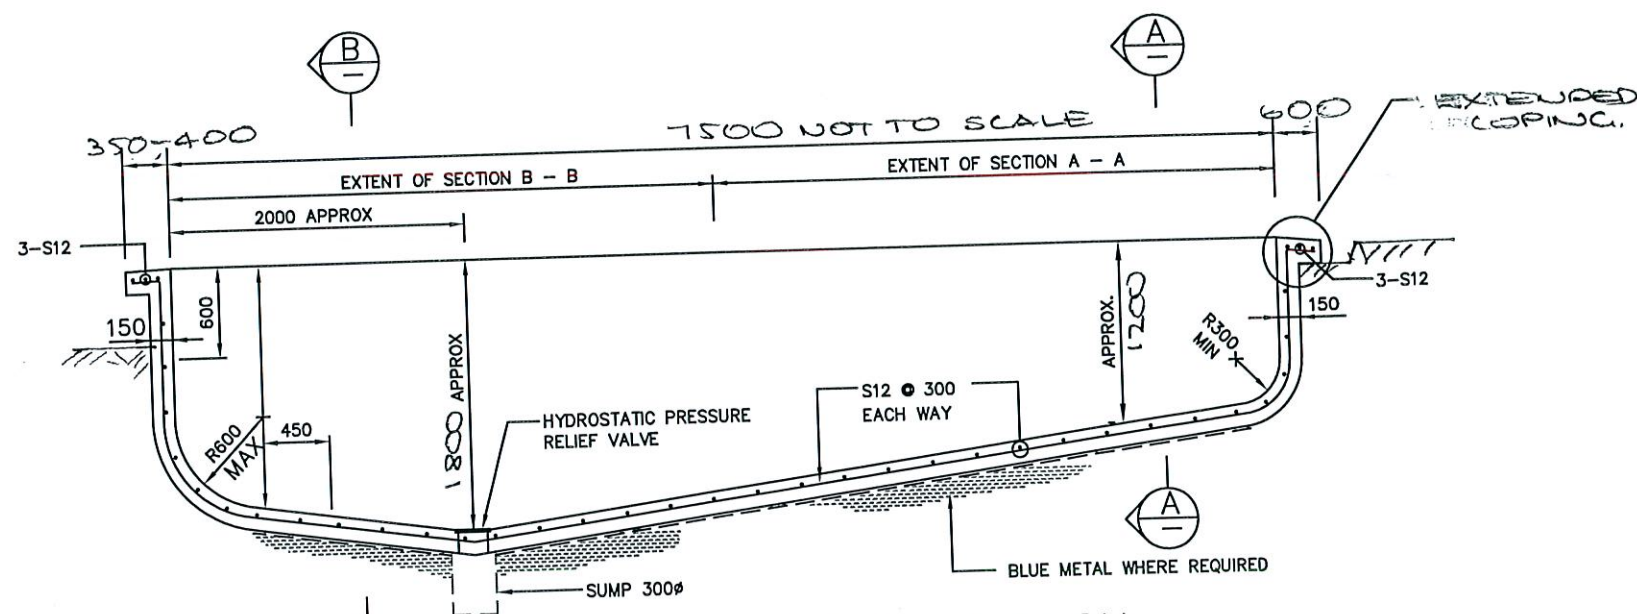 B
A
EXTENDED
COPING.
350-400
7500 NOT TO SCALE
600
EXTENT OF SECTION B - B
EXTENT OF SECTION A - A
2000 APPROX
3-S12
3-S12
150
600
1800 APPROX
APPROX. 1200
150
R300
MIN
S12 @ 300
EACH WAY
HYDROSTATIC PRESSURE
RELIEF VALVE
R600
MAX
450
A
BLUE METAL WHERE REQUIRED
SUMP 300ø